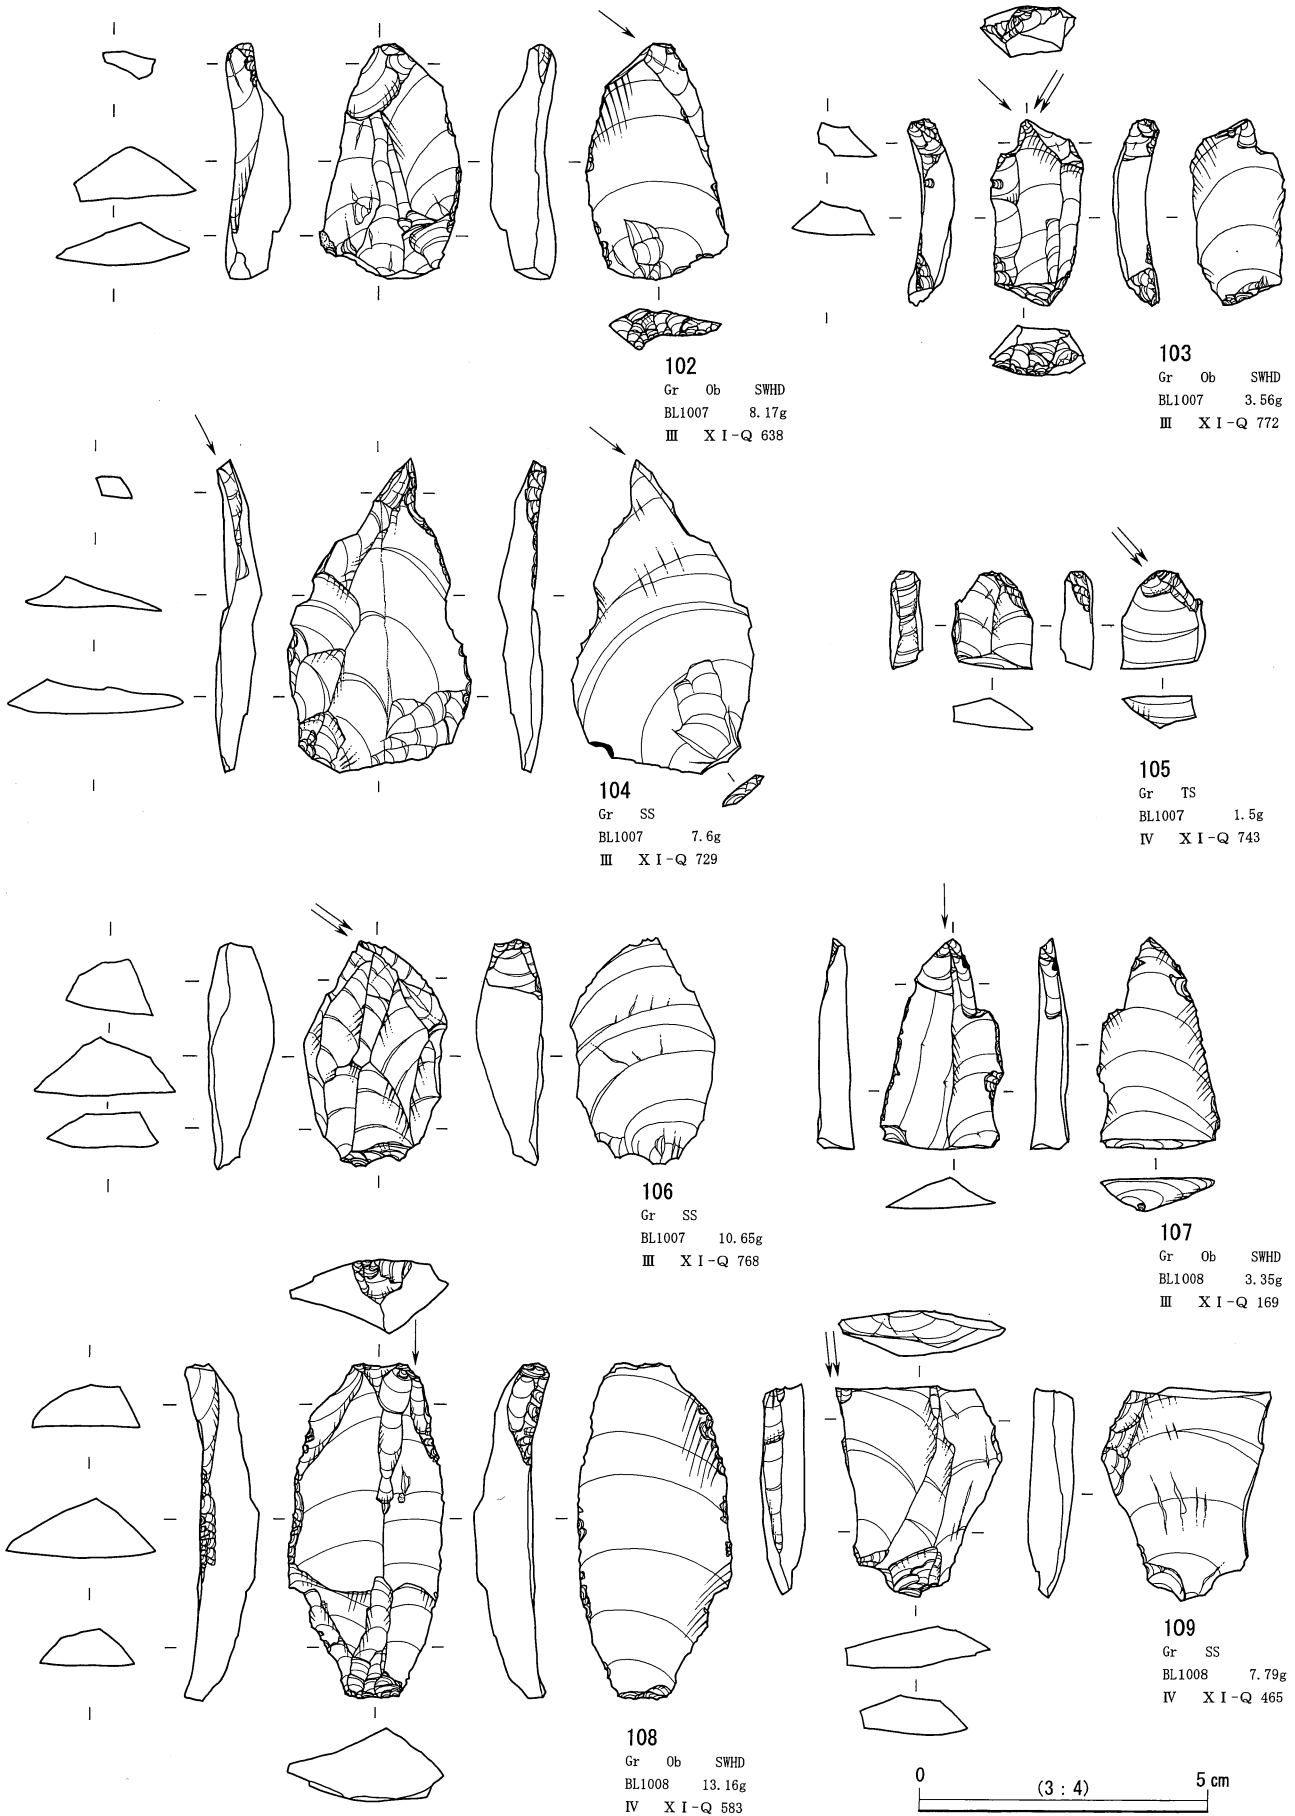 102
Gr Ob SWHD
BL1007 8.17g
Ⅲ ⅩⅠ-Q 638
103
Gr Ob SWHD
BL1007 3.56g
Ⅲ ⅩⅠ-Q 772
104
Gr SS
BL1007 7.6g
Ⅲ ⅩⅠ-Q 729
105
Gr TS
BL1007 1.5g
Ⅳ ⅩⅠ-Q 743
106
Gr SS
BL1007 10.65g
Ⅲ ⅩⅠ-Q 768
107
Gr Ob SWHD
BL1008 3.35g
Ⅲ ⅩⅠ-Q 169
108
Gr Ob SWHD
BL1008 13.16g
Ⅳ ⅩⅠ-Q 583
109
Gr SS
BL1008 7.79g
Ⅳ ⅩⅠ-Q 465
0 (3 : 4) 5 cm